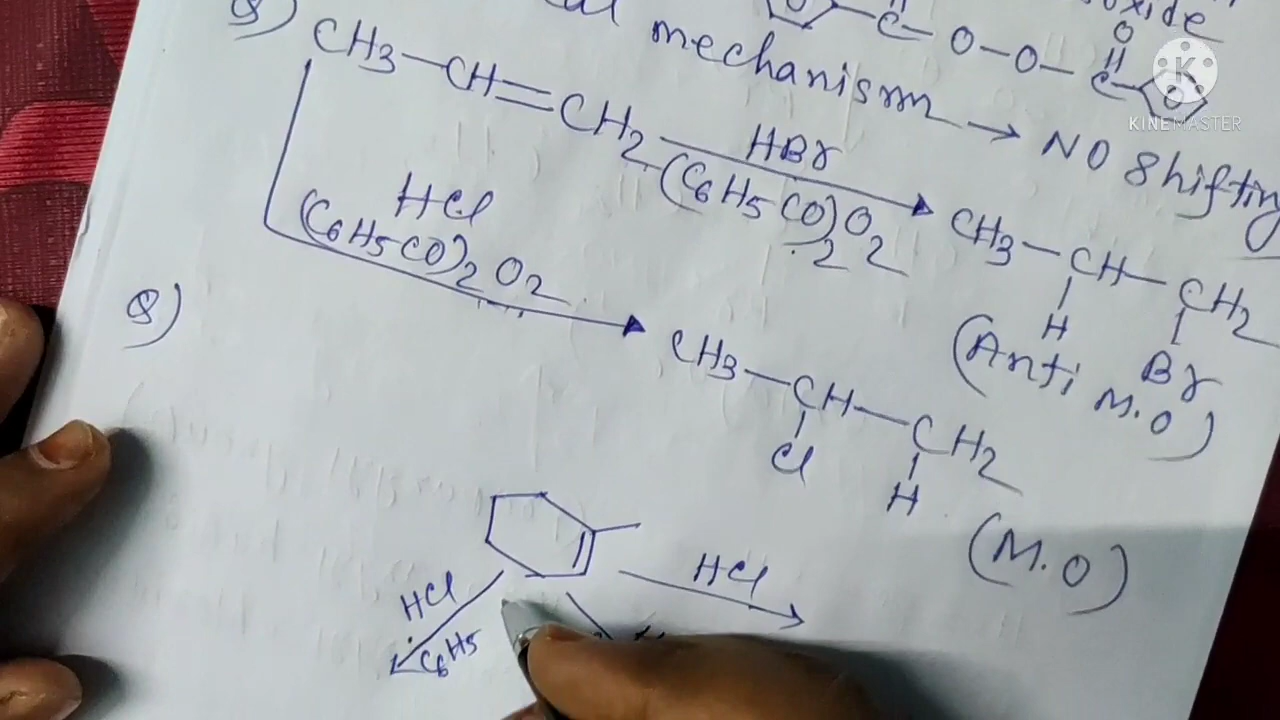 oxide
O
C—O—O—C
O
mechanism → NO Shifting
Q)
CH3—CH=CH2
HBr
(C6H5CO)2O2
CH3—CH—CH2
H
Br
(Anti M.O)
HCl
(C6H5CO)2O2
CH3—CH—CH2
Cl
H
(M.O)
Q)
HCl
HCl
C6H5
KINEMASTER